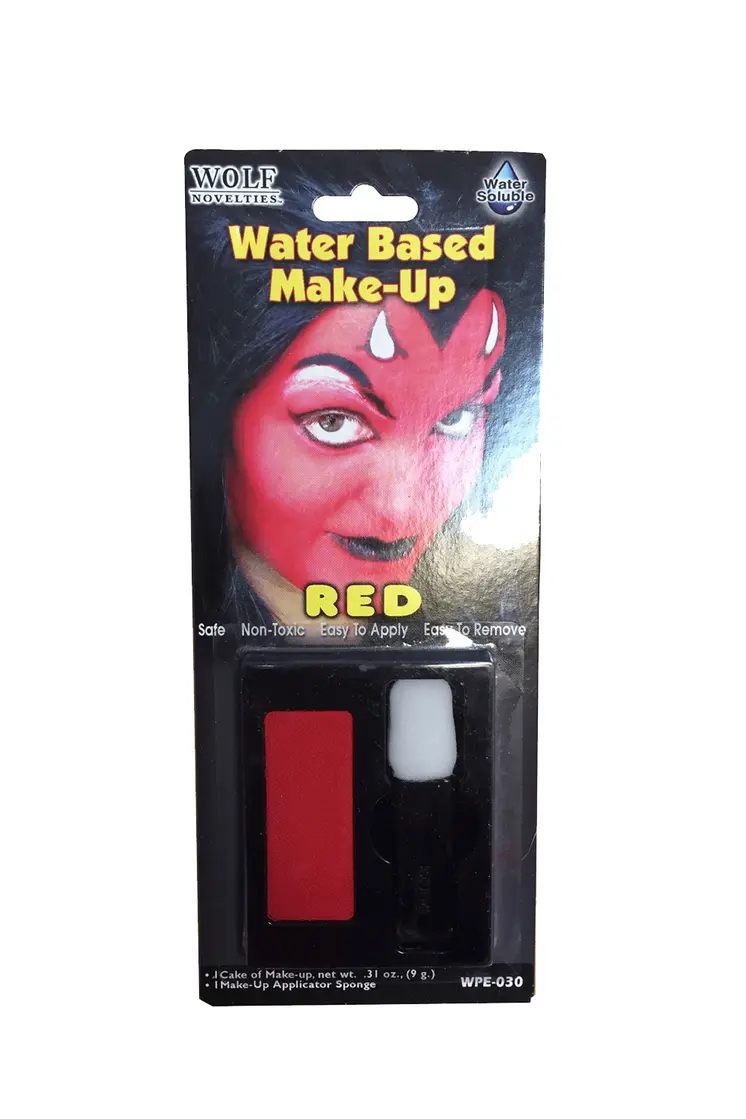 WOLF
NOVELTIES™
Water
Soluble
Water Based
Make-Up
RED
Safe Non-Toxic Easy To Apply Easy To Remove
• 1 Cake of Make-up, net wt. .31 oz., (9 g.)
• 1 Make-Up Applicator Sponge
WPE-030